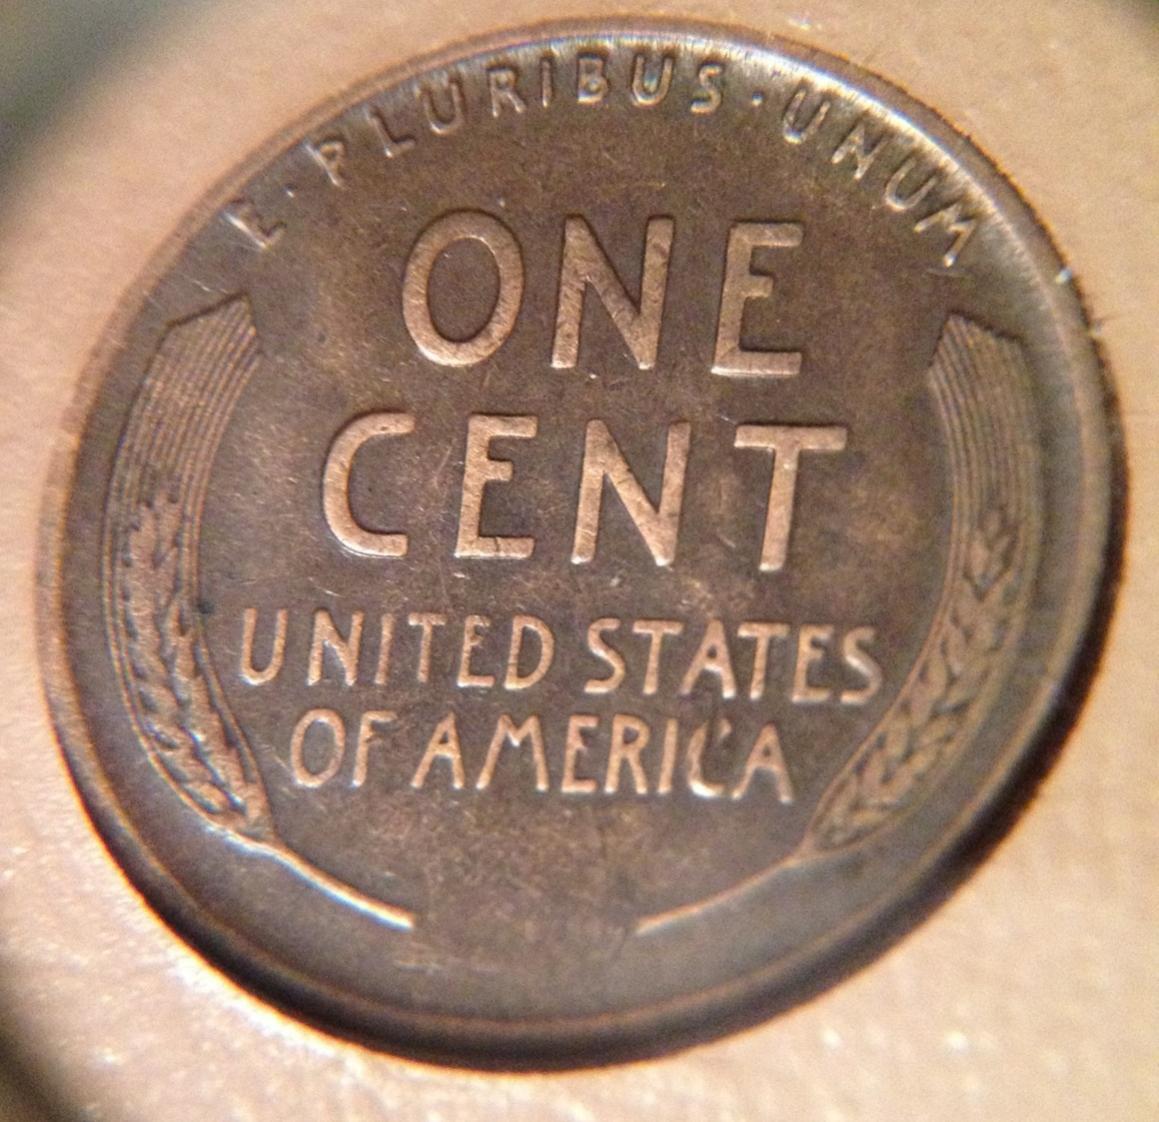 E·PLURIBUS·UNUM
ONE
CENT
UNITED STATES
OF AMERICA